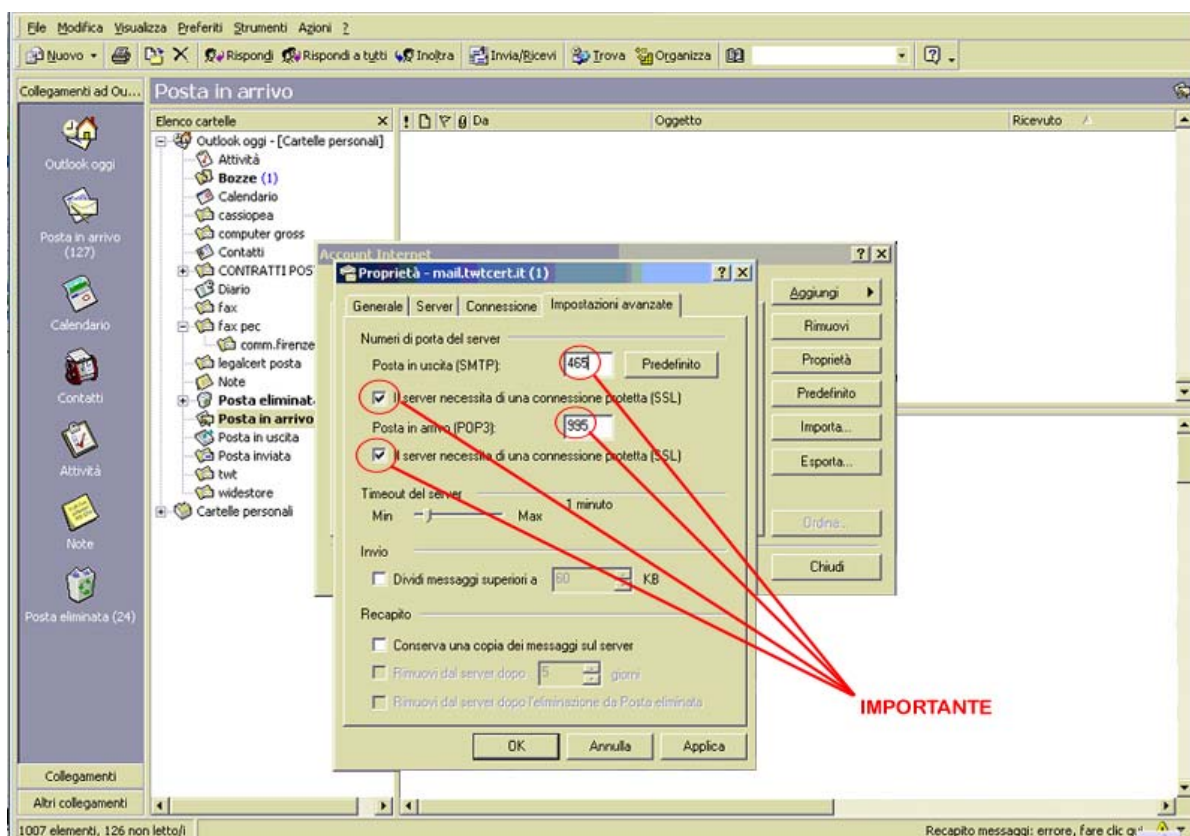 File Modifica Visualizza Preferiti Strumenti Azioni ?
Nuovo Rispondi Rispondi a tutti Inoltra Invia/Ricevi Trova Organizza
Collegamenti ad Ou... Posta in arrivo
Elenco cartelle
! Da Oggetto Ricevuto
Outlook oggi
Posta in arrivo
(127)
Calendario
Contatti
Attività
Note
Posta eliminata (24)
Collegamenti
Altri collegamenti
Outlook oggi - [Cartelle personali]
Attività
Bozze (1)
Calendario
cassiopea
computer gross
Contatti
CONTRATTI POS
Diario
fax
fax pec
comm.firenze
legalcert posta
Note
Posta eliminat
Posta in arrivo
Posta in uscita
Posta inviata
twt
widestore
Cartelle personali
Account Internet
Proprietà - mail.twtcert.it (1)
Generale Server Connessione Impostazioni avanzate
Numeri di porta del server
Posta in uscita (SMTP): 465 Predefinito
Il server necessita di una connessione protetta (SSL)
Posta in arrivo (POP3): 995
Il server necessita di una connessione protetta (SSL)
Timeout del server
Min Max 1 minuto
Invio
Dividi messaggi superiori a 60 KB
Recapito
Conserva una copia dei messaggi sul server
Rimuovi dal server dopo 5 giorni
Rimuovi dal server dopo l'eliminazione da Posta eliminata
OK Annulla Applica
Aggiungi
Rimuovi
Proprietà
Predefinito
Importa...
Esporta...
Ordina...
Chiudi
IMPORTANTE
1007 elementi, 126 non letto/i Recapito messaggi: errore, fare clic qui